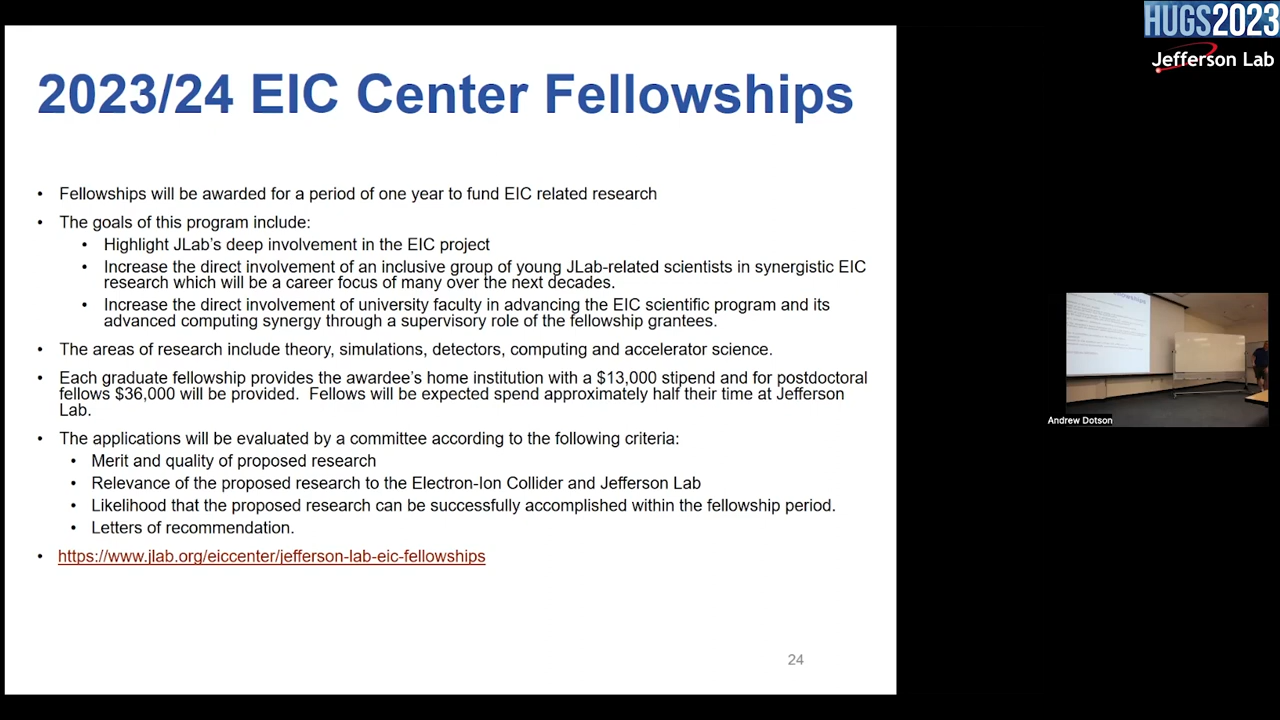 HUGS2023
Jefferson Lab
2023/24 EIC Center Fellowships
• Fellowships will be awarded for a period of one year to fund EIC related research
• The goals of this program include:
• Highlight JLab's deep involvement in the EIC project
• Increase the direct involvement of an inclusive group of young JLab-related scientists in synergistic EIC
research which will be a career focus of many over the next decades.
• Increase the direct involvement of university faculty in advancing the EIC scientific program and its
advanced computing synergy through a supervisory role of the fellowship grantees.
• The areas of research include theory, simulations, detectors, computing and accelerator science.
• Each graduate fellowship provides the awardee's home institution with a $13,000 stipend and for postdoctoral
fellows $36,000 will be provided. Fellows will be expected spend approximately half their time at Jefferson
Lab.
• The applications will be evaluated by a committee according to the following criteria:
• Merit and quality of proposed research
• Relevance of the proposed research to the Electron-Ion Collider and Jefferson Lab
• Likelihood that the proposed research can be successfully accomplished within the fellowship period.
• Letters of recommendation.
• https://www.jlab.org/eiccenter/jefferson-lab-eic-fellowships
24
Andrew Dotson